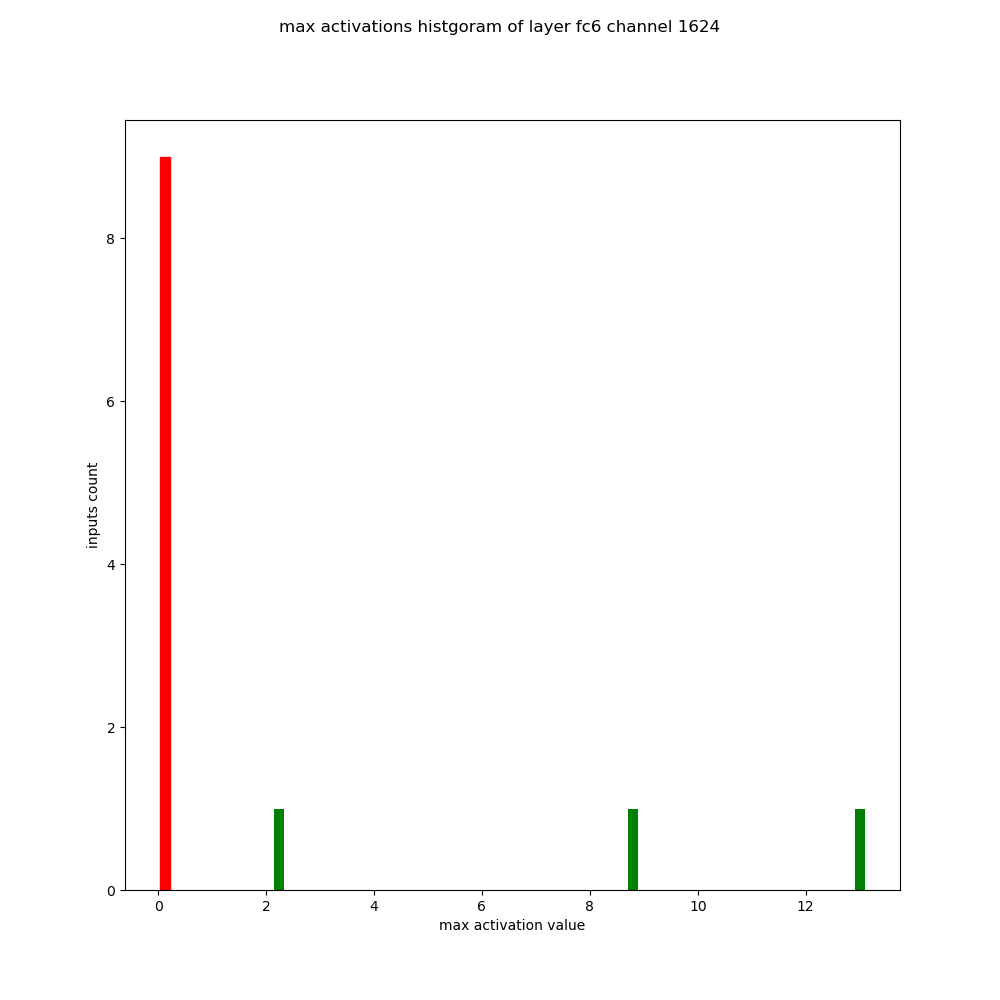 max activations histgoram of layer fc6 channel 1624
8
6
4
2
0
inputs count
0 2 4 6 8 10 12
max activation value